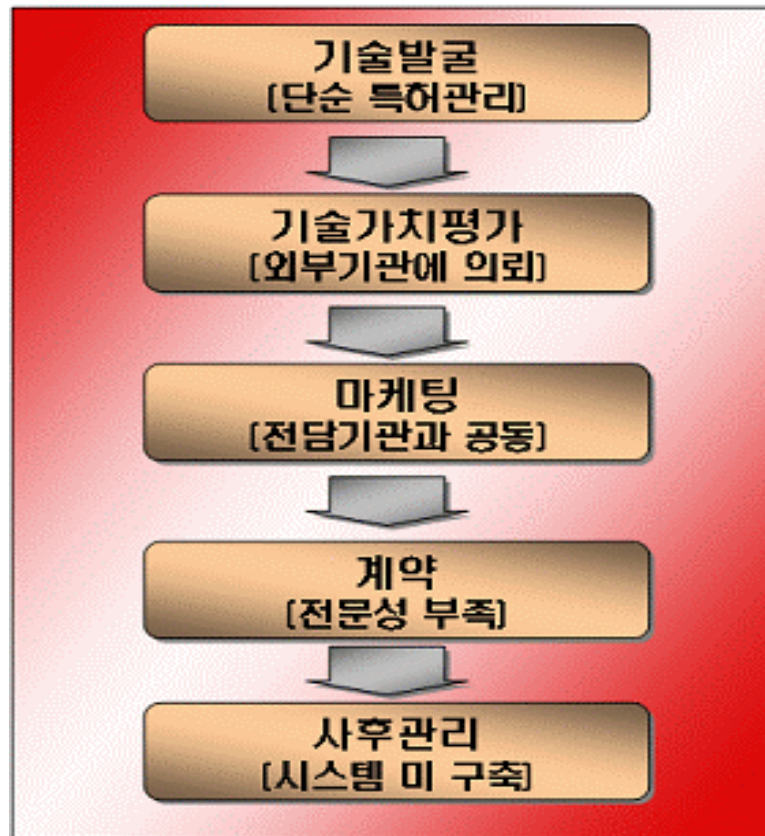 기술발굴
[단순 특허관리]
기술가치평가
[외부기관에 의뢰]
마케팅
[전담기관과 공동]
계약
[전문성 부족]
사후관리
[시스템 미 구축]